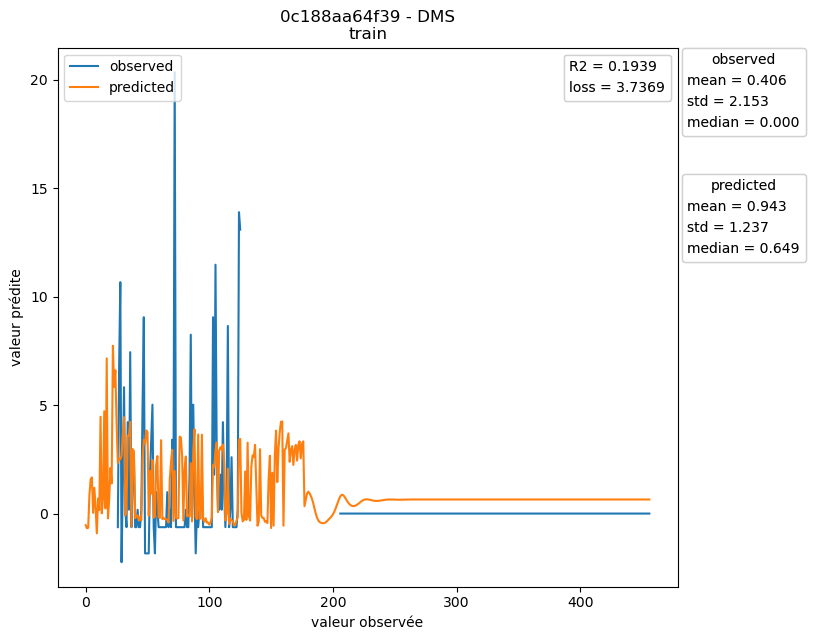 0c188aa64f39 - DMS
train
observed
predicted
R2 = 0.1939
loss = 3.7369
observed
mean = 0.406
std = 2.153
median = 0.000
predicted
mean = 0.943
std = 1.237
median = 0.649
20
15
10
5
0
valeur prédite
0
100
200
300
400
valeur observée